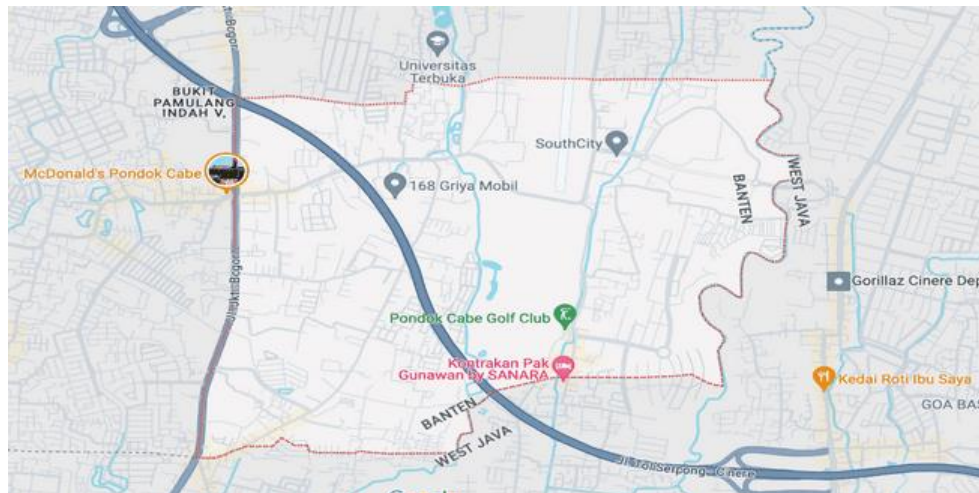 Universitas
Terbuka
BUKIT
PAMULANG
INDAH V.
SouthCity
McDonald's Pondok Cabe
168 Griya Mobil
WEST JAVA
BANTEN
Gorillaz Cinere Dep
Pondok Cabe Golf Club
Kontrakan Pak
Gunawan by SANARA
Kedai Roti Ibu Saya
BANTEN
WEST JAVA
GOA BAS
Jl. Tol Serpong - Cinere